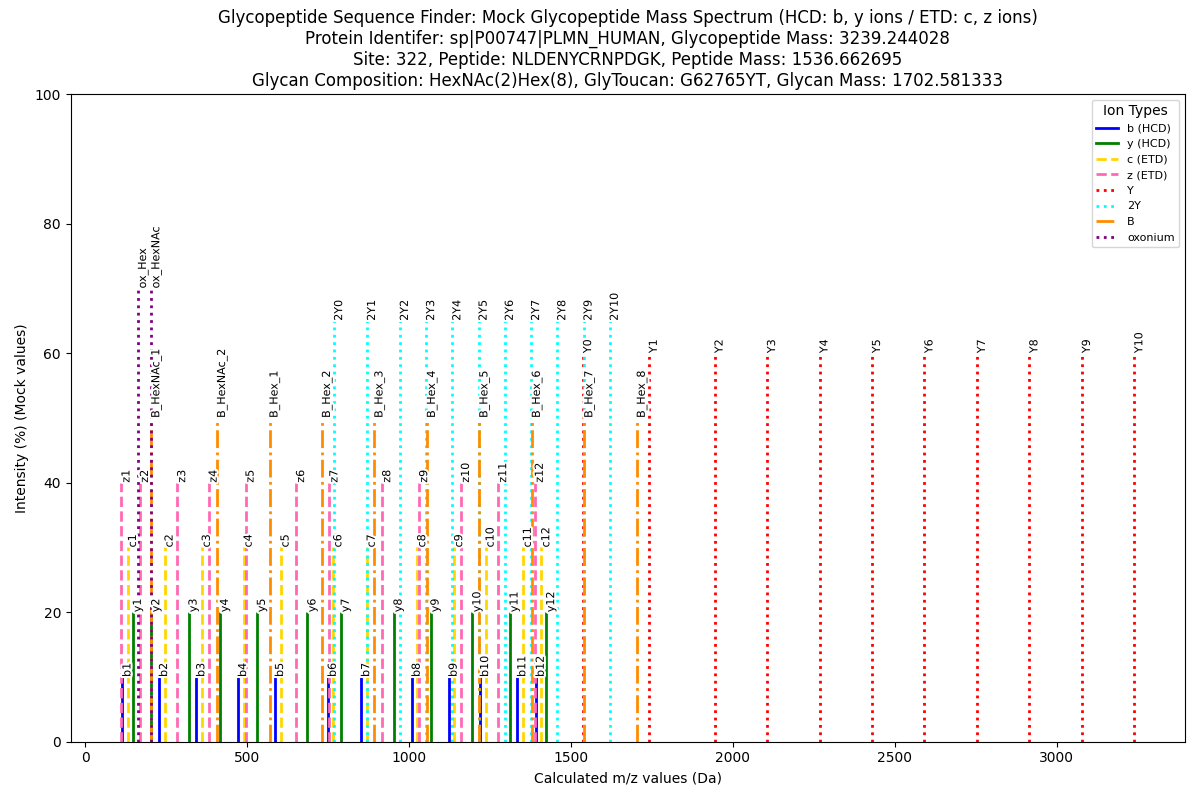 Glycopeptide Sequence Finder: Mock Glycopeptide Mass Spectrum (HCD: b, y ions / ETD: c, z ions)
Protein Identifer: sp|P00747|PLMN_HUMAN, Glycopeptide Mass: 3239.244028
Site: 322, Peptide: NLDENYCRNPDGK, Peptide Mass: 1536.662695
Glycan Composition: HexNAc(2)Hex(8), GlyToucan: G62765YT, Glycan Mass: 1702.581333
Intensity (%) (Mock values)
100
80
60
40
20
0
Ion Types
b (HCD)
y (HCD)
c (ETD)
z (ETD)
Y
2Y
B
oxonium
ox_Hex
ox_HexNAc
2Y0
2Y1
2Y2
2Y3
2Y4
2Y5
2Y6
2Y7
2Y8
2Y9
2Y10
Y0
Y1
Y2
Y3
Y4
Y5
Y6
Y7
Y8
Y9
Y10
B_HexNAc_1
B_HexNAc_2
B_Hex_1
B_Hex_2
B_Hex_3
B_Hex_4
B_Hex_5
B_Hex_6
B_Hex_7
B_Hex_8
z1
z2
z3
z4
z5
z6
z7
z8
z9
z10
z11
z12
c1
c2
c3
c4
c5
c6
c7
c8
c9
c10
c11
c12
y1
y2
y3
y4
y5
y6
y7
y8
y9
y10
y11
y12
b1
b2
b3
b4
b5
b6
b7
b8
b9
b10
b11
b12
0
500
1000
1500
2000
2500
3000
Calculated m/z values (Da)